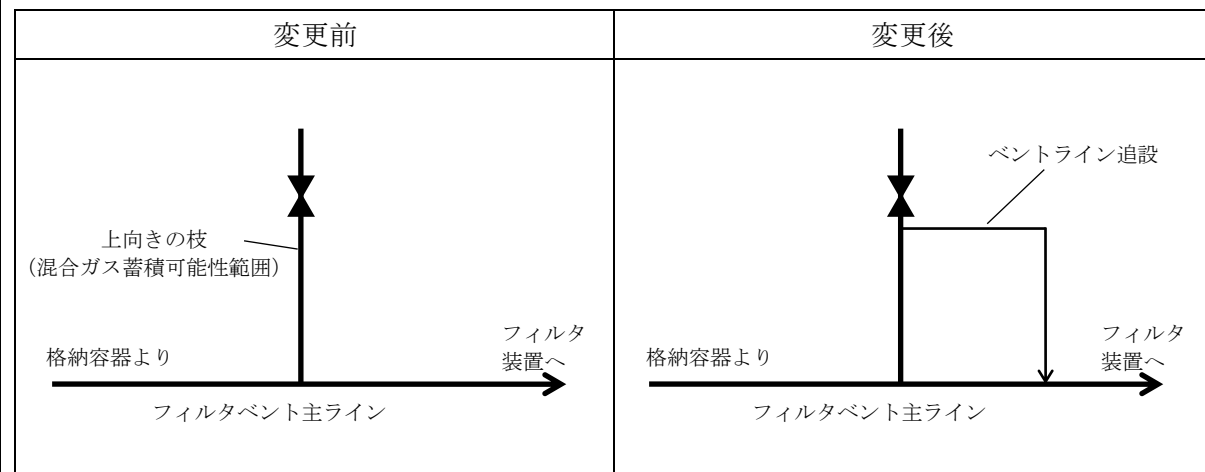 変更前
変更後
上向きの枝
（混合ガス蓄積可能性範囲）
格納容器より
フィルタ
装置へ
フィルタベント主ライン
ベントライン追設
格納容器より
フィルタ
装置へ
フィルタベント主ライン